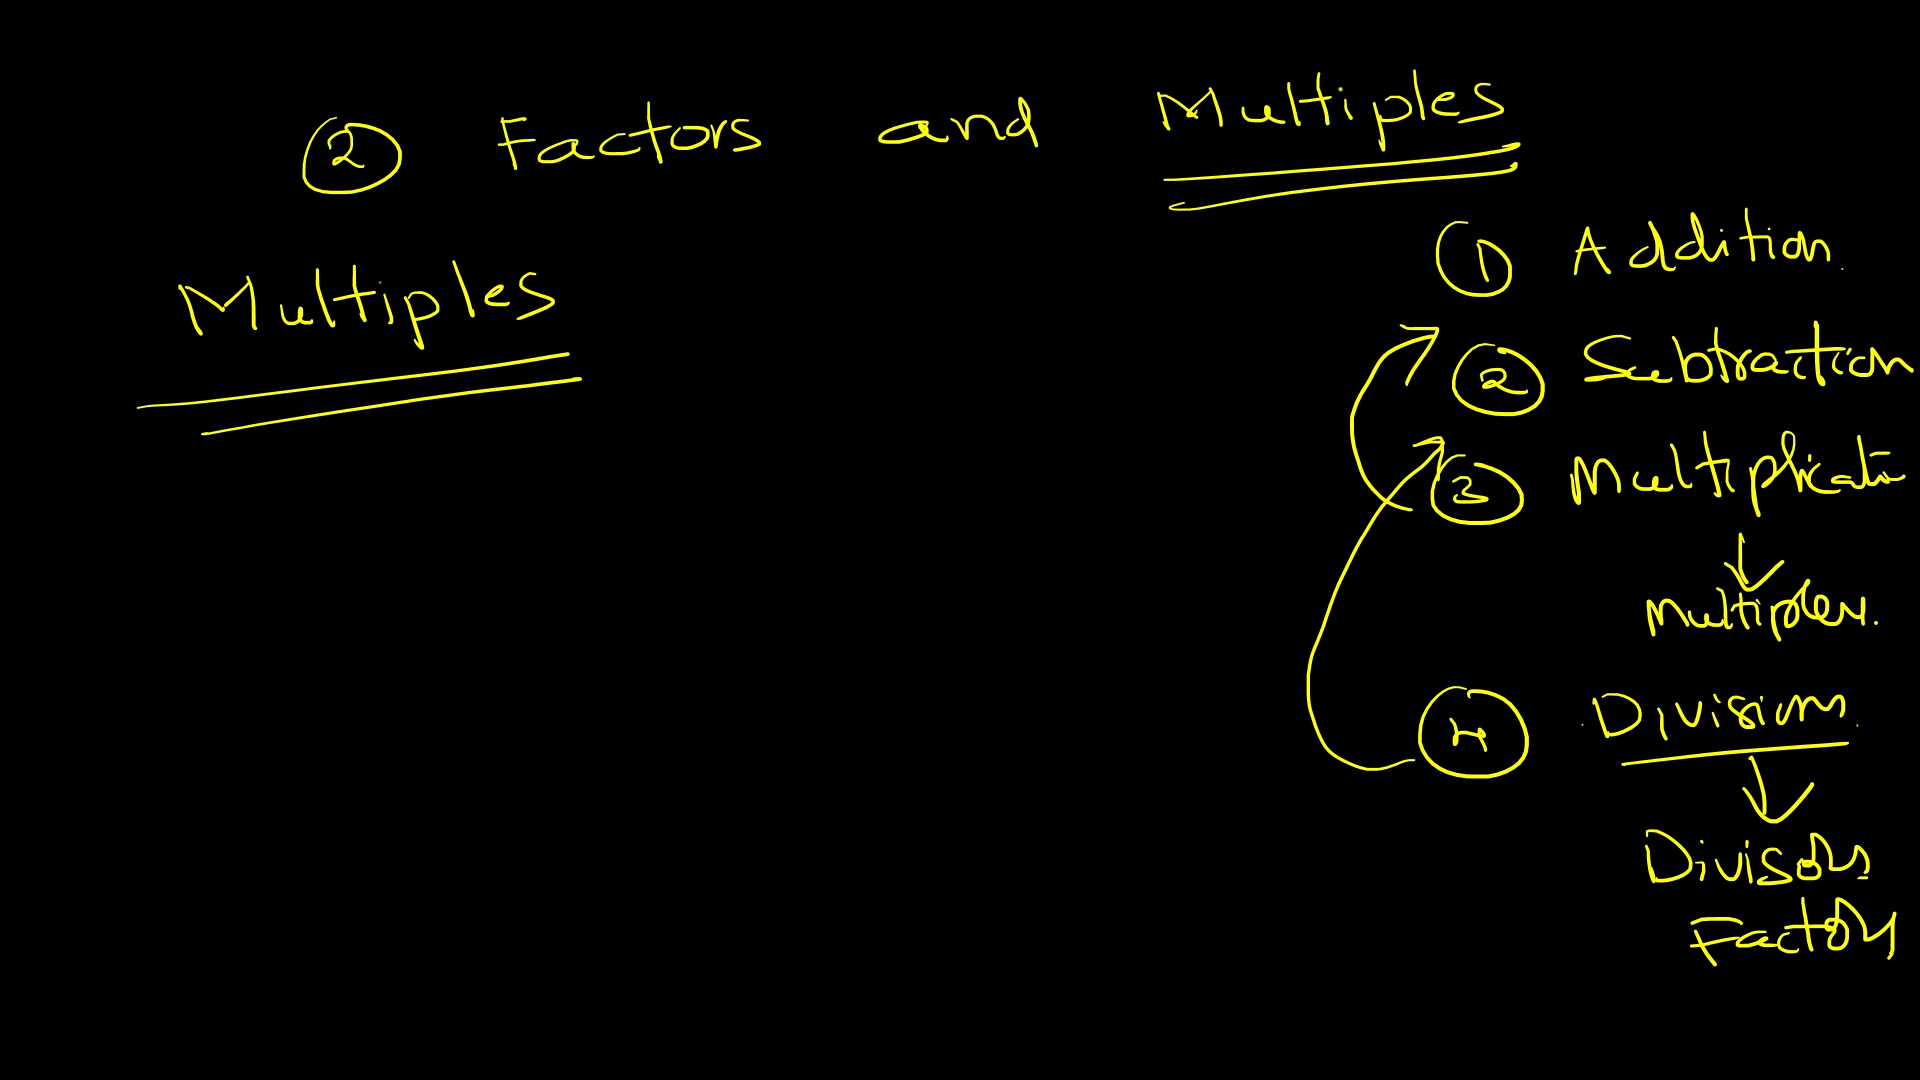 ② Factors and Multiples
Multiples
① Addition
② Subtraction
③ Multiplicati
Multiples.
④ Division
Divisors
Factors